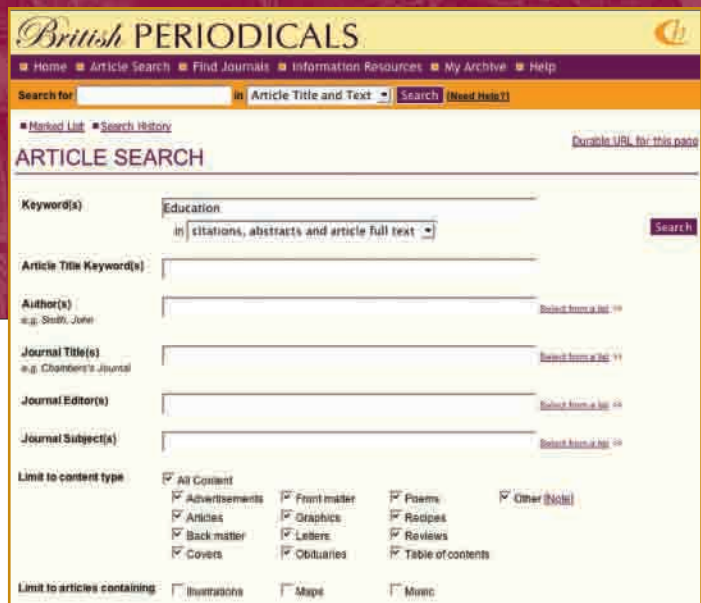 British PERIODICALS
Home Article Search Find Journals Information Resources My Archive Help
Search for in Article Title and Text Search [Need Help?]
Marked List Search History
Durable URL for this page
ARTICLE SEARCH
Keyword(s) Education
in citations, abstracts and article full text Search
Article Title Keyword(s)
Author(s) Select from a list
e.g. Smith, John
Journal Title(s) Select from a list
e.g. Chambers's Journal
Journal Editor(s) Select from a list
Journal Subject(s) Select from a list
Limit to content type All Content
Advertisements Front matter Poems Other [Note]
Articles Graphics Recipes
Back matter Letters Reviews
Covers Obituaries Table of contents
Limit to articles containing Illustrations Maps Music